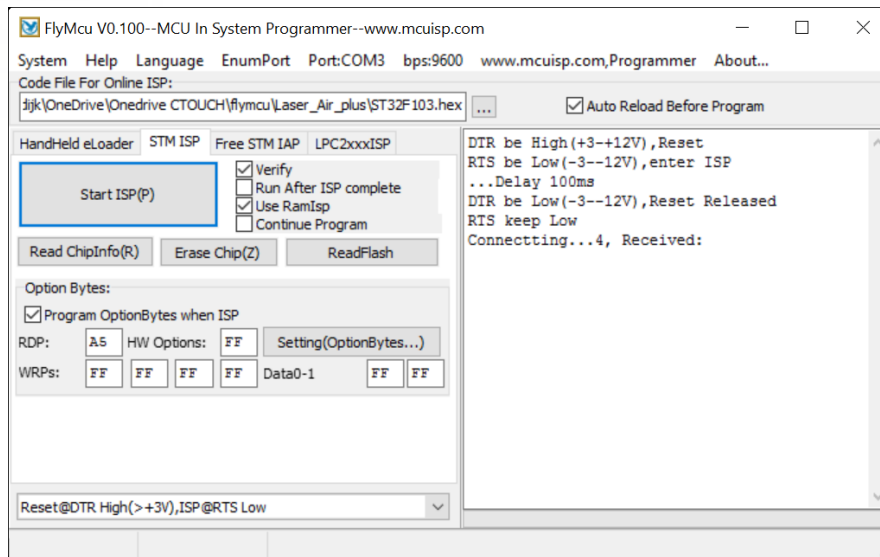 FlyMcu V0.100--MCU In System Programmer--www.mcuisp.com
System Help Language EnumPort Port:COM3 bps:9600 www.mcuisp.com,Programmer About...
Code File For Online ISP:
dijk\OneDrive\Onedrive CTOUCH\flymcu\Laser_Air_plus\ST32F103.hex ... Auto Reload Before Program
HandHeld eLoader STM ISP Free STM IAP LPC2xxxISP
Start ISP(P)
Verify
Run After ISP complete
Use RamIsp
Continue Program
Read ChipInfo(R) Erase Chip(Z) ReadFlash
Option Bytes:
Program OptionBytes when ISP
RDP: A5 HW Options: FF Setting(OptionBytes...)
WRPs: FF FF FF FF Data0-1 FF FF
Reset@DTR High(>+3V),ISP@RTS Low
DTR be High(+3-+12V),Reset
RTS be Low(-3--12V),enter ISP
...Delay 100ms
DTR be Low(-3--12V),Reset Released
RTS keep Low
Connectting...4, Received: